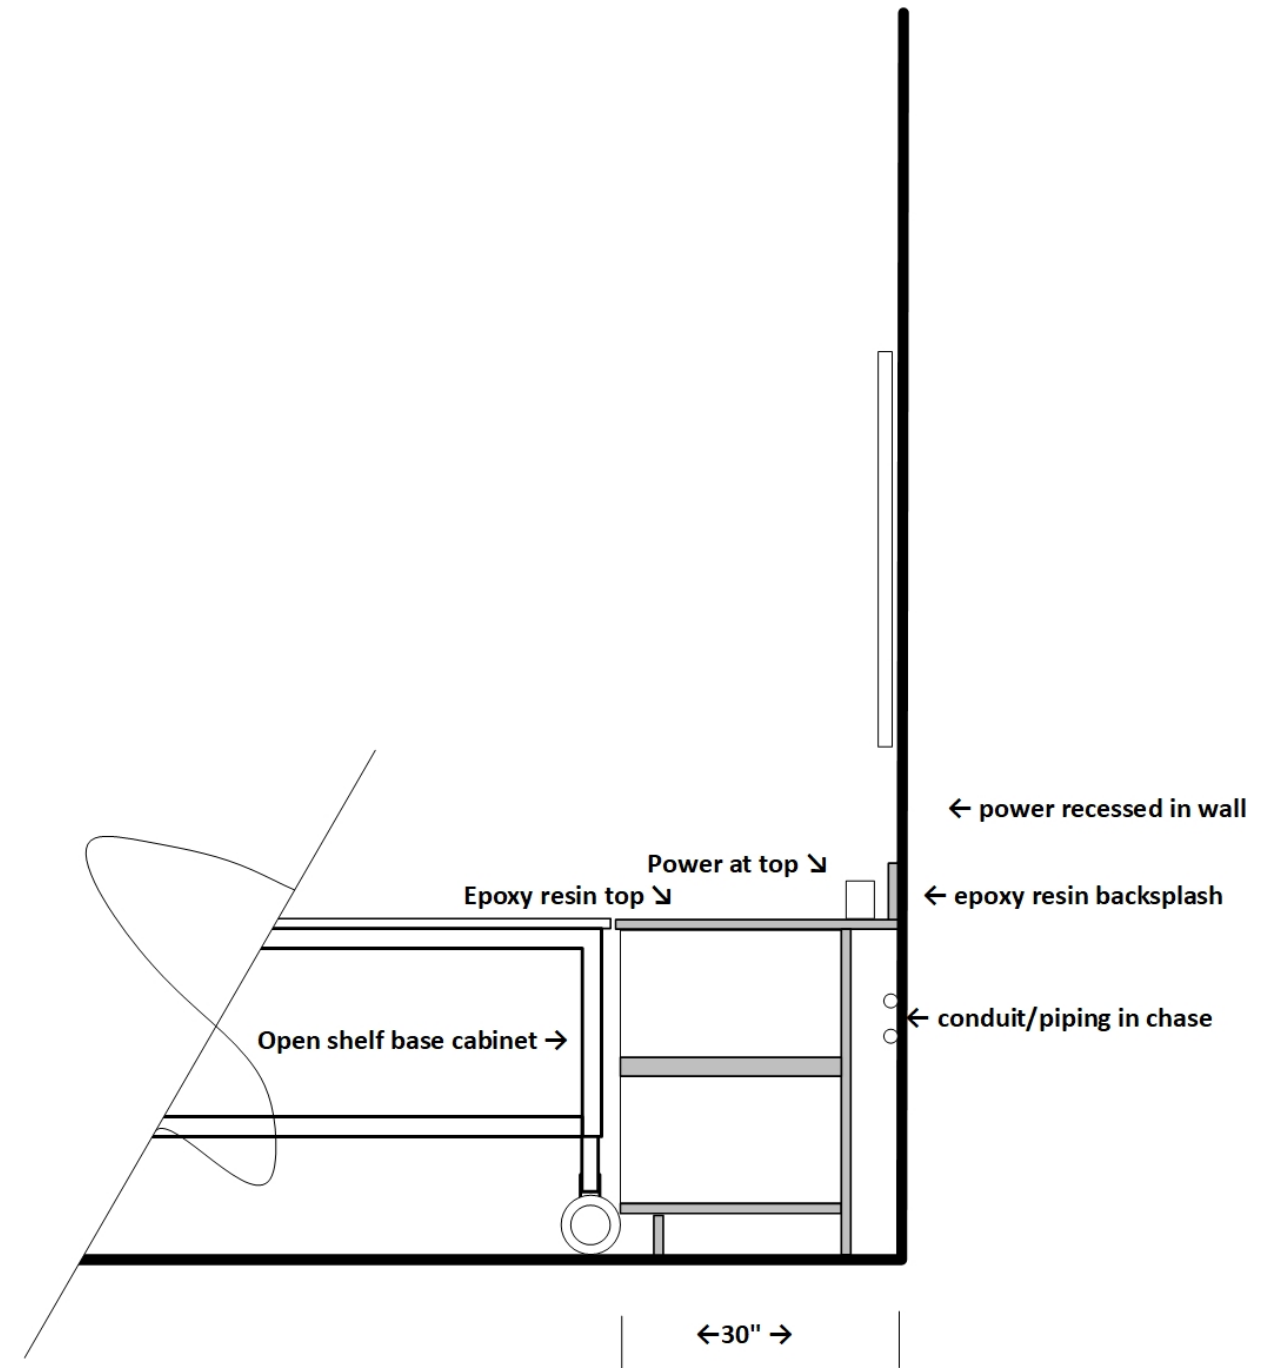 ← power recessed in wall
Power at top ↘
Epoxy resin top ↘
← epoxy resin backsplash
← conduit/piping in chase
Open shelf base cabinet →
←30" →